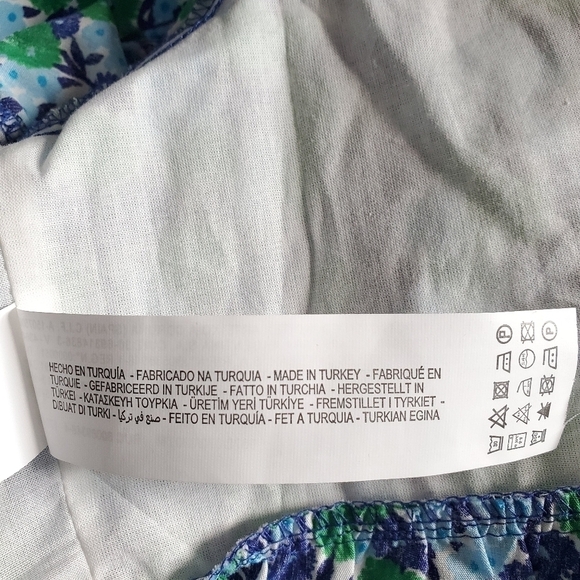 HECHO EN TURQUÍA - FABRICADO NA TURQUIA - MADE IN TURKEY - FABRIQUÉ EN
TURQUIE - GEFABRICEERD IN TURKIJE - FATTO IN TURCHIA - HERGESTELLT IN
TÜRKEI - ΚΑΤΑΣΚΕΥΗ ΤΟΥΡΚΙΑ - ÜRETİM YERİ TÜRKİYE - FREMSTILLET I TYRKIET -
DIBUAT DI TURKI - صنع في تركيا - FEITO EN TURQUÍA - FET A TURQUIA - TURKIAN EGINA
P P